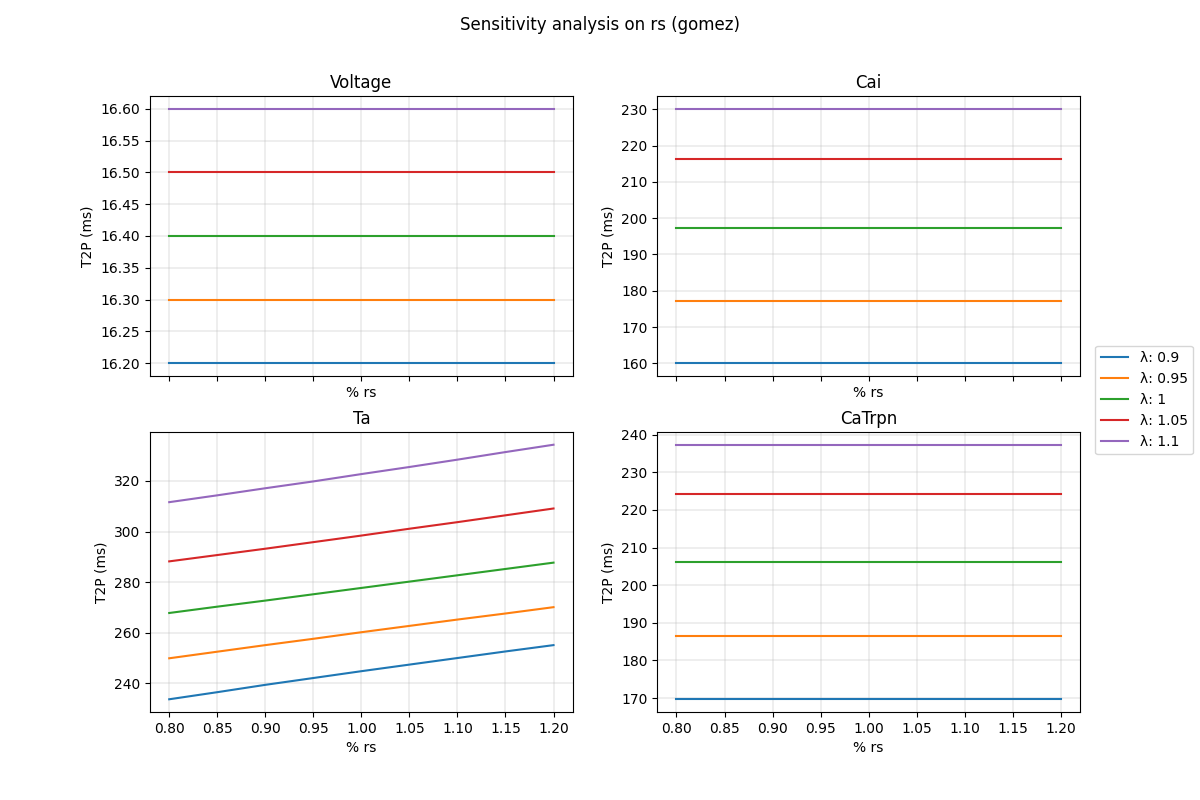 Sensitivity analysis on rs (gomez)
Voltage
T2P (ms)
16.60
16.55
16.50
16.45
16.40
16.35
16.30
16.25
16.20
% rs
Cai
T2P (ms)
230
220
210
200
190
180
170
160
% rs
λ: 0.9
λ: 0.95
λ: 1
λ: 1.05
λ: 1.1
Ta
T2P (ms)
320
300
280
260
240
0.80 0.85 0.90 0.95 1.00 1.05 1.10 1.15 1.20
% rs
CaTrpn
T2P (ms)
240
230
220
210
200
190
180
170
0.80 0.85 0.90 0.95 1.00 1.05 1.10 1.15 1.20
% rs